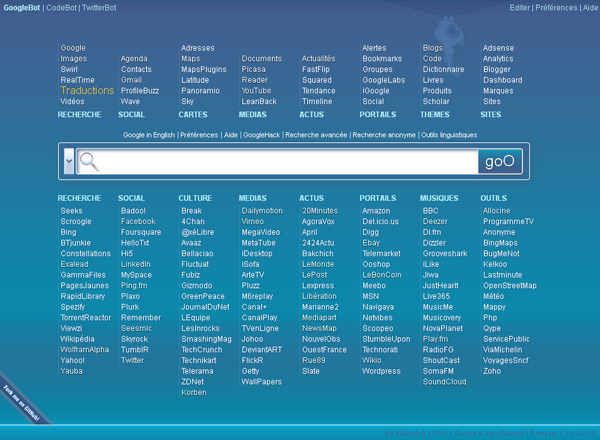 GoogleBot | CodeBot | TwitterBot
Editer | Préférences | Aide
Google Adresses Alertes Blogs Adsense
Images Agenda Maps Documents Actualités Bookmarks Code Analytics
Swirl Contacts MapsPlugins Picasa FastFlip Groupes Dictionnaire Blogger
RealTime Gmail Latitude Reader Squared GoogleLabs Livres Dashboard
Traductions ProfileBuzz Panoramio YouTube Tendance iGoogle Produits Marques
Vidéos Wave Sky LeanBack Timeline Social Scholar Sites
RECHERCHE SOCIAL CARTES MEDIAS ACTUS PORTAILS THEMES SITES
Google in English | Préférences | Aide | GoogleHack | Recherche avancée | Recherche anonyme | Outils linguistiques
goO
RECHERCHE SOCIAL CULTURE MEDIAS ACTUS PORTAILS MUSIQUES OUTILS
Seeks Badoo! Break Dailymotion 20Minutes Amazon BBC Allocine
Scroogle Facebook 4Chan Vimeo AgoraVox Del.icio.us Deezer ProgrammeTV
Bing Foursquare @rêLibre MegaVideo April Digg DI.fm Anonyme
BTjunkie HelloTxt Avaaz MetaTube 2424Actu Ebay Dizzler BingMaps
Constellations Hi5 Bellaciao iDesktop Bakchich Telemarket Grooveshark BugMeNot
Exalead LinkedIn Fluctuat iSofa LeMonde Ooshop iLike Kelkoo
GammaFiles MySpace Fubiz ArteTV LePost LeBonCoin Jiwa Lastminute
PagesJaunes Ping.fm Gizmodo Pluzz Lexpress Meebo JustHearIt OpenStreetMap
RapidLibrary Plaxo GreenPeace M6replay Libération MSN Live365 Météo
Spezify Plurk JournalDuNet Canal+ Marianne2 Navigaya MusicMe Mappy
TorrentReactor Remember LEquipe CanalPlay Mediapart Netvibes Musicovery Php
Viewzi Seesmic LesInrocks TVenLigne NewsMap Scoopeo NovaPlanet Qype
Wikipédia Skyrock SmashingMag Johoo NouvelObs StumbleUpon Play.fm ServicePublic
WolframAlpha TumblR TechCrunch DeviantART OuestFrance Technorati RadioFG ViaMichelin
Yahoo! Twitter Technikart FlickR Rue89 Wikio ShoutCast VoyagesSncf
Yauba Telerama Getty Slate Wordpress SomaFM Zoho
ZDNet WallPapers SoundCloud
Korben
Fork me on GitHub!